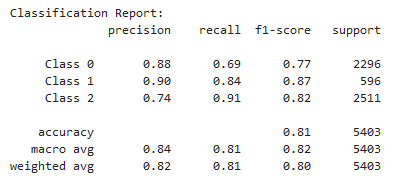 Classification Report:
precision recall f1-score support
Class 0 0.88 0.69 0.77 2296
Class 1 0.90 0.84 0.87 596
Class 2 0.74 0.91 0.82 2511
accuracy 0.81 5403
macro avg 0.84 0.81 0.82 5403
weighted avg 0.82 0.81 0.80 5403